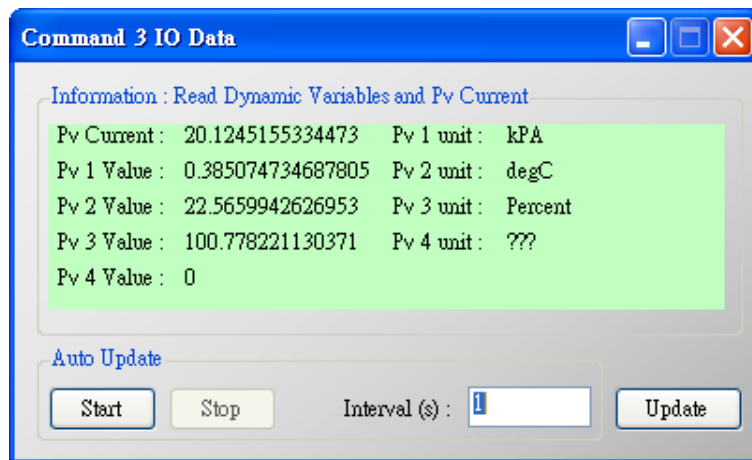 Command 3 IO Data
Information : Read Dynamic Variables and Pv Current
Pv Current : 20.1245155334473 Pv 1 unit : kPA
Pv 1 Value : 0.385074734687805 Pv 2 unit : degC
Pv 2 Value : 22.5659942626953 Pv 3 unit : Percent
Pv 3 Value : 100.778221130371 Pv 4 unit : ???
Pv 4 Value : 0
Auto Update
Start Stop Interval (s) : 1 Update